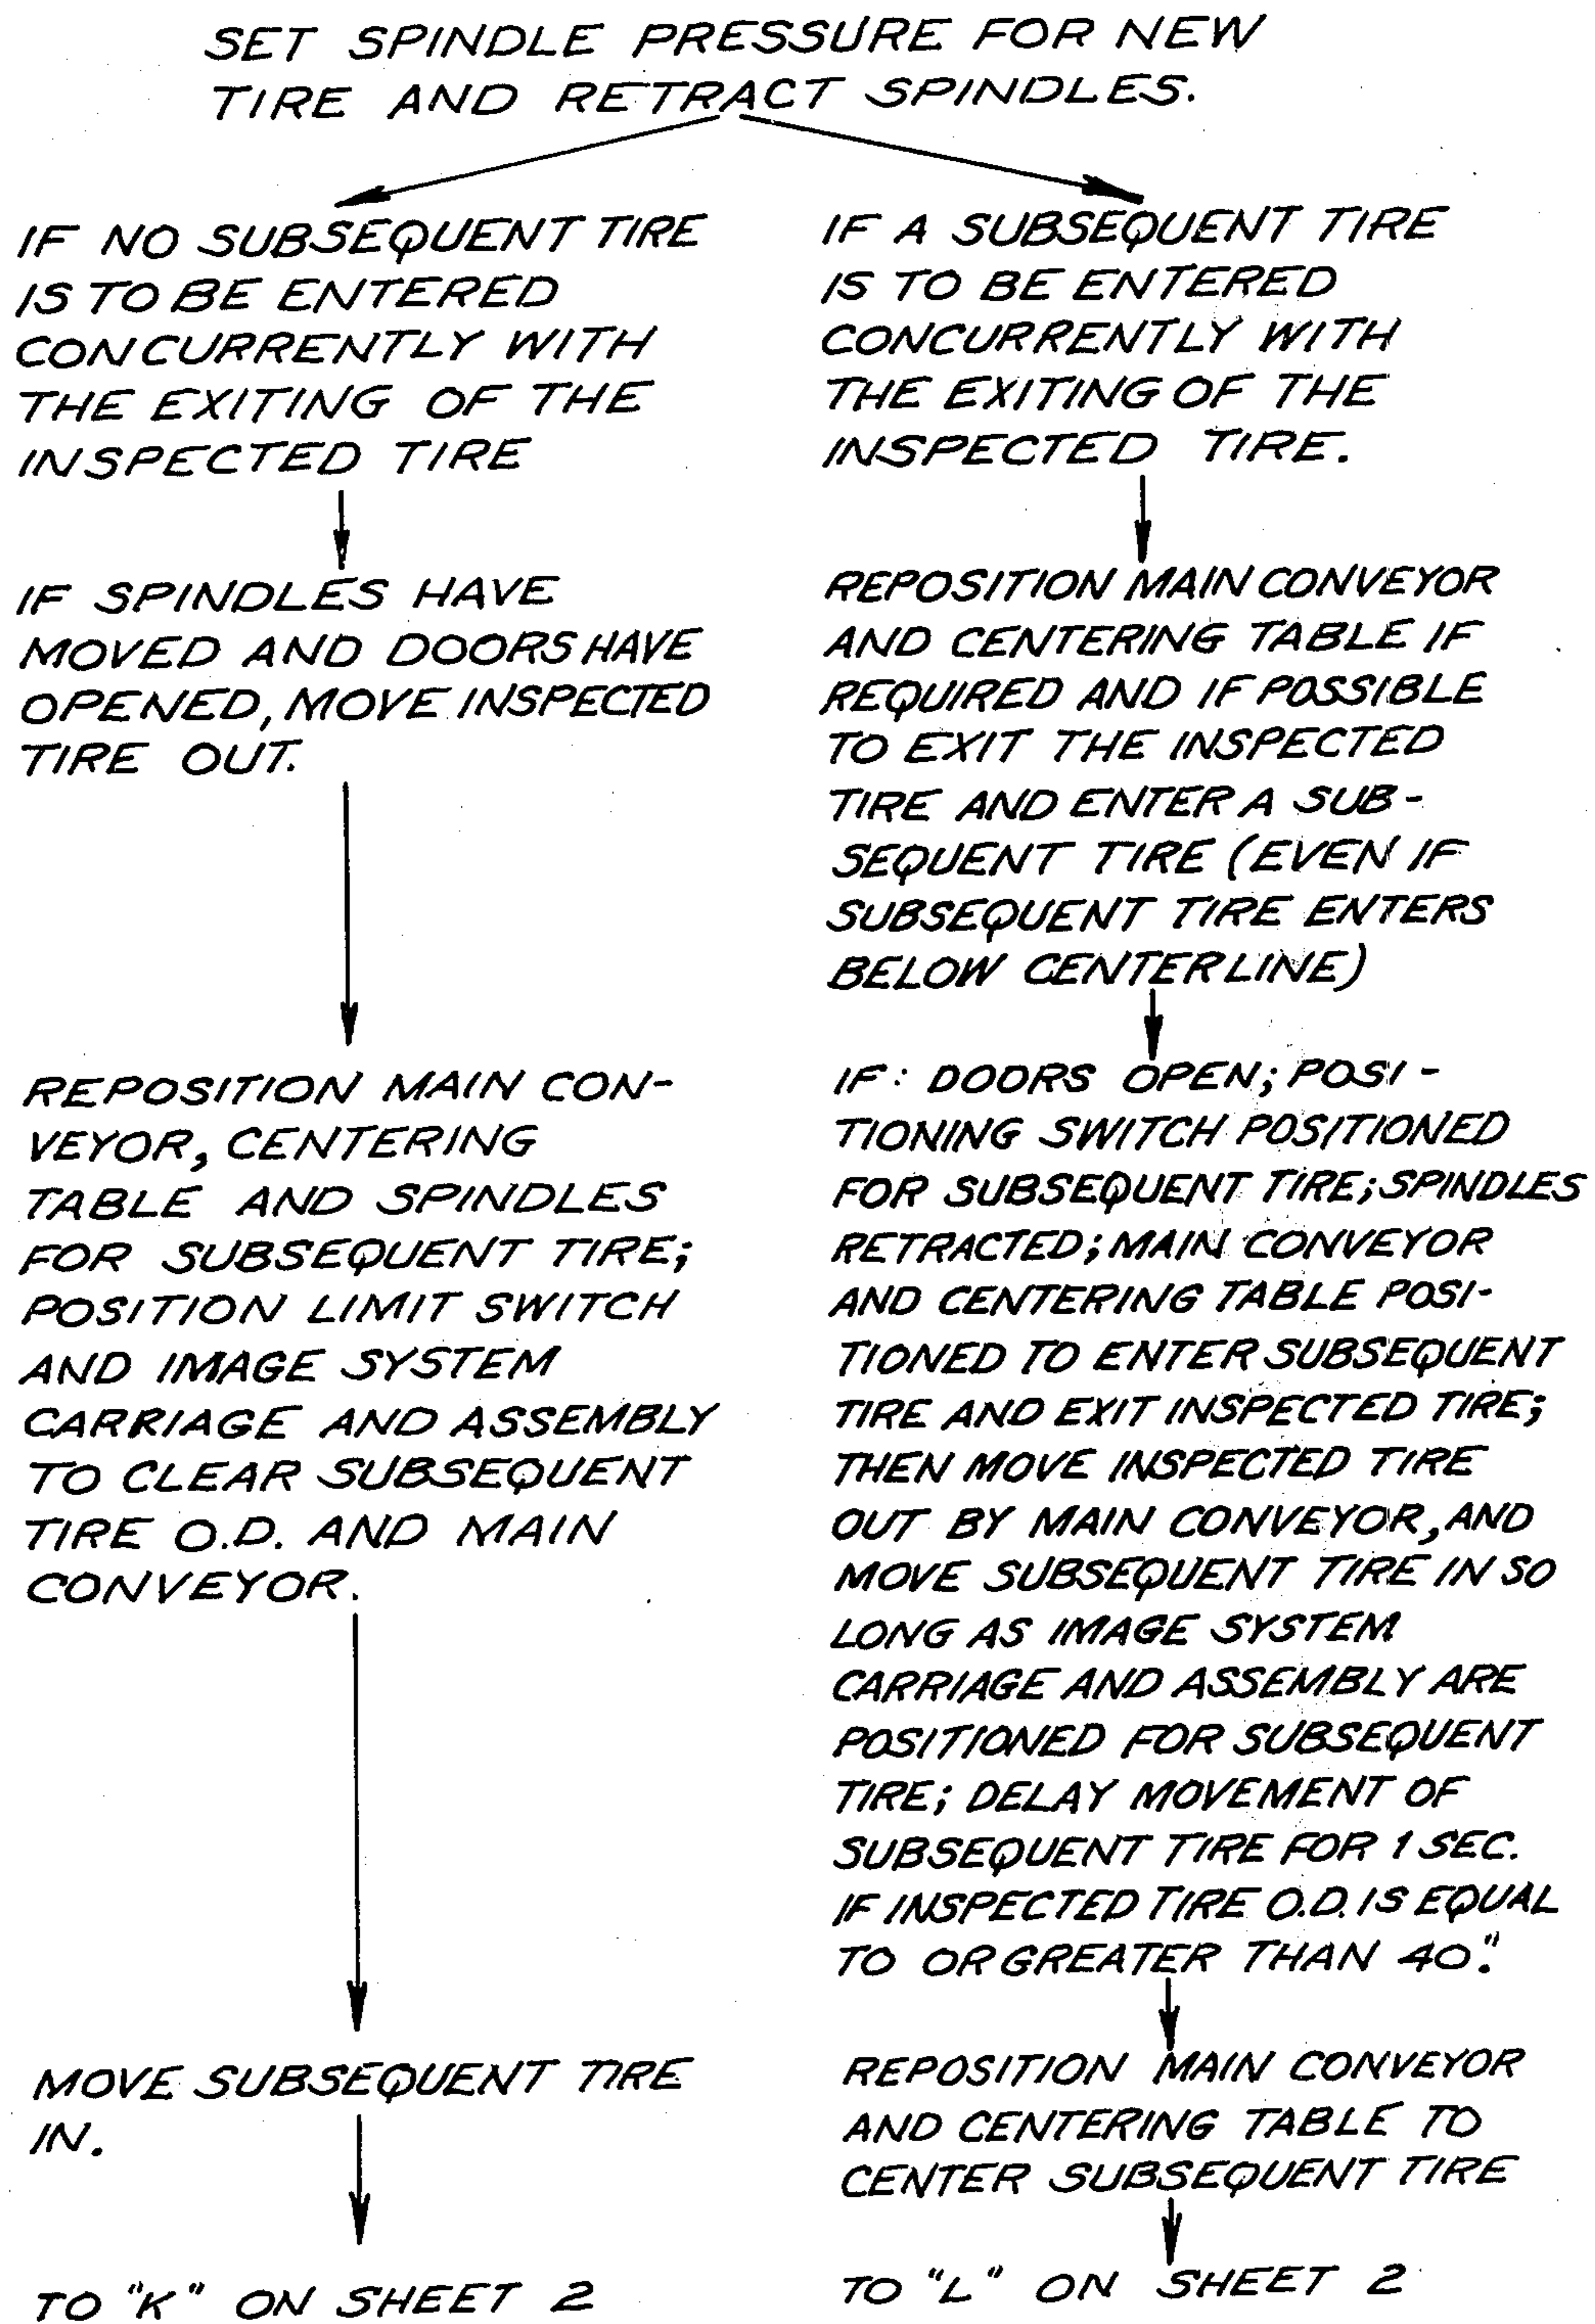 SET SPINDLE PRESSURE FOR NEW
TIRE AND RETRACT SPINDLES.
IF NO SUBSEQUENT TIRE
IS TO BE ENTERED
CONCURRENTLY WITH
THE EXITING OF THE
INSPECTED TIRE
IF SPINDLES HAVE
MOVED AND DOORS HAVE
OPENED, MOVE INSPECTED
TIRE OUT.
REPOSITION MAIN CON-
VEYOR, CENTERING
TABLE AND SPINDLES
FOR SUBSEQUENT TIRE;
POSITION LIMIT SWITCH
AND IMAGE SYSTEM
CARRIAGE AND ASSEMBLY
TO CLEAR SUBSEQUENT
TIRE O.D. AND MAIN
CONVEYOR.
MOVE SUBSEQUENT TIRE
IN.
TO "K" ON SHEET 2
IF A SUBSEQUENT TIRE
IS TO BE ENTERED
CONCURRENTLY WITH
THE EXITING OF THE
INSPECTED TIRE.
REPOSITION MAIN CONVEYOR
AND CENTERING TABLE IF
REQUIRED AND IF POSSIBLE
TO EXIT THE INSPECTED
TIRE AND ENTER A SUB-
SEQUENT TIRE (EVEN IF
SUBSEQUENT TIRE ENTERS
BELOW CENTERLINE)
IF: DOORS OPEN; POSI-
TIONING SWITCH POSITIONED
FOR SUBSEQUENT TIRE; SPINDLES
RETRACTED; MAIN CONVEYOR
AND CENTERING TABLE POSI-
TIONED TO ENTER SUBSEQUENT
TIRE AND EXIT INSPECTED TIRE;
THEN MOVE INSPECTED TIRE
OUT BY MAIN CONVEYOR, AND
MOVE SUBSEQUENT TIRE IN SO
LONG AS IMAGE SYSTEM
CARRIAGE AND ASSEMBLY ARE
POSITIONED FOR SUBSEQUENT
TIRE; DELAY MOVEMENT OF
SUBSEQUENT TIRE FOR 1 SEC.
IF INSPECTED TIRE O.D. IS EQUAL
TO OR GREATER THAN 40".
REPOSITION MAIN CONVEYOR
AND CENTERING TABLE TO
CENTER SUBSEQUENT TIRE
TO "L" ON SHEET 2